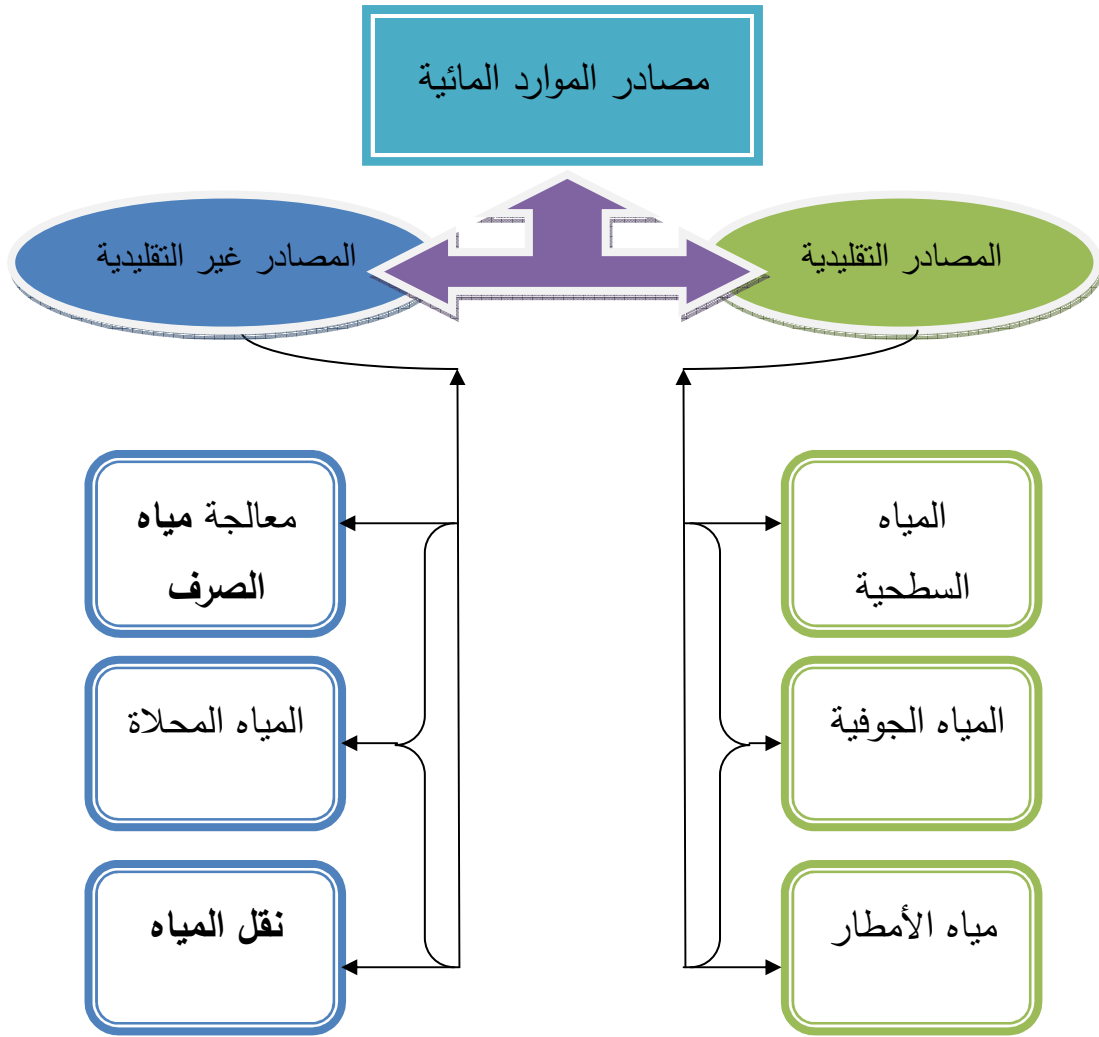 مصادر الموارد المائية
المصادر التقليدية
المصادر غير التقليدية
المياه
السطحية
المياه الجوفية
مياه الأمطار
معالجة مياه
الصرف
المياه المحلاة
نقل المياه